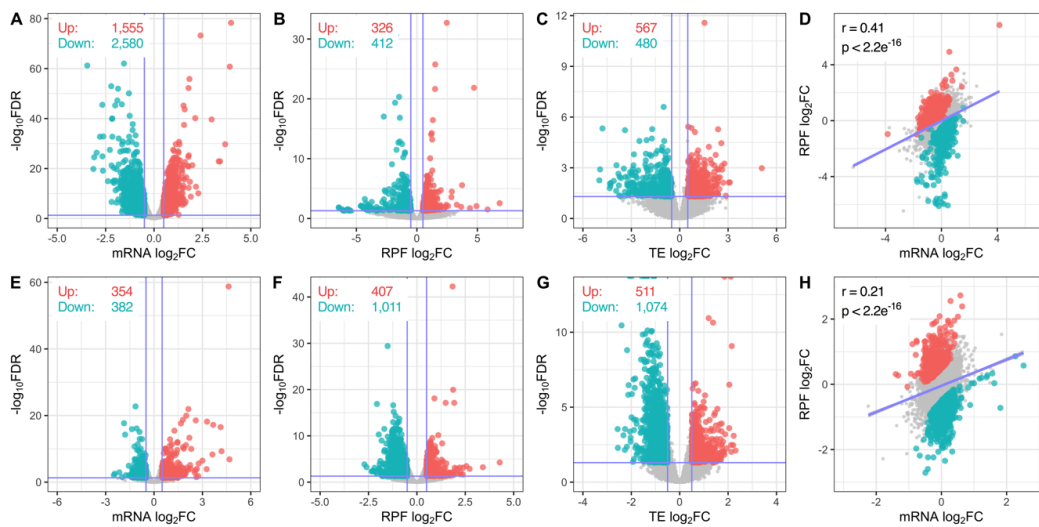 A
Up: 1,555
Down: 2,580
80
60
40
20
0
-log10FDR
-5.0 -2.5 0.0 2.5 5.0
mRNA log2FC
B
Up: 326
Down: 412
30
20
10
0
-log10FDR
-5 0 5
RPF log2FC
C
Up: 567
Down: 480
12
9
6
3
0
-log10FDR
-6 -3 0 3 6
TE log2FC
D
r = 0.41
p < 2.2e-16
4
0
-4
RPF log2FC
-4 0 4
mRNA log2FC
E
Up: 354
Down: 382
60
40
20
0
-log10FDR
-6 -3 0 3 6
mRNA log2FC
F
Up: 407
Down: 1,011
40
30
20
10
0
-log10FDR
-5.0 -2.5 0.0 2.5 5.0
RPF log2FC
G
Up: 511
Down: 1,074
10
5
0
-log10FDR
-4 -2 0 2 4
TE log2FC
H
r = 0.21
p < 2.2e-16
2
0
-2
RPF log2FC
-2 0 2
mRNA log2FC